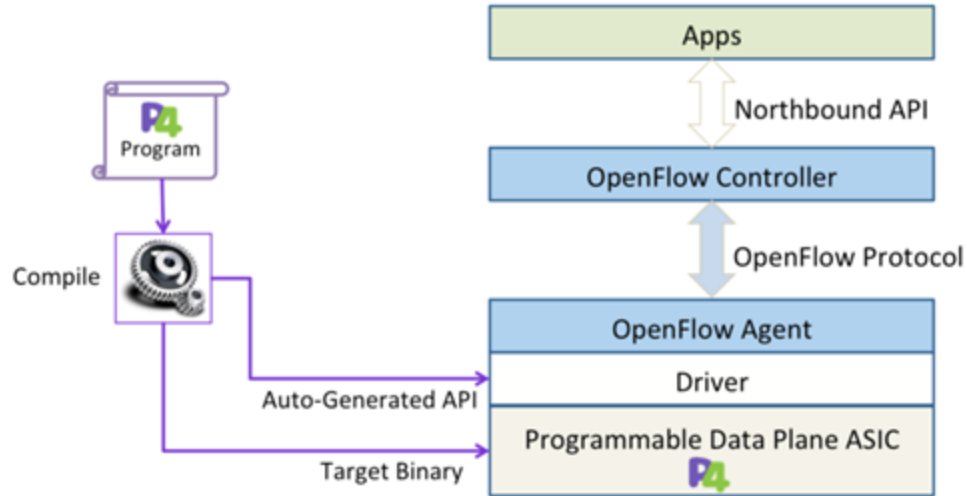 Apps
Northbound API
P4
Program
OpenFlow Controller
Compile
OpenFlow Protocol
OpenFlow Agent
Driver
Auto-Generated API
Programmable Data Plane ASIC
Target Binary
P4